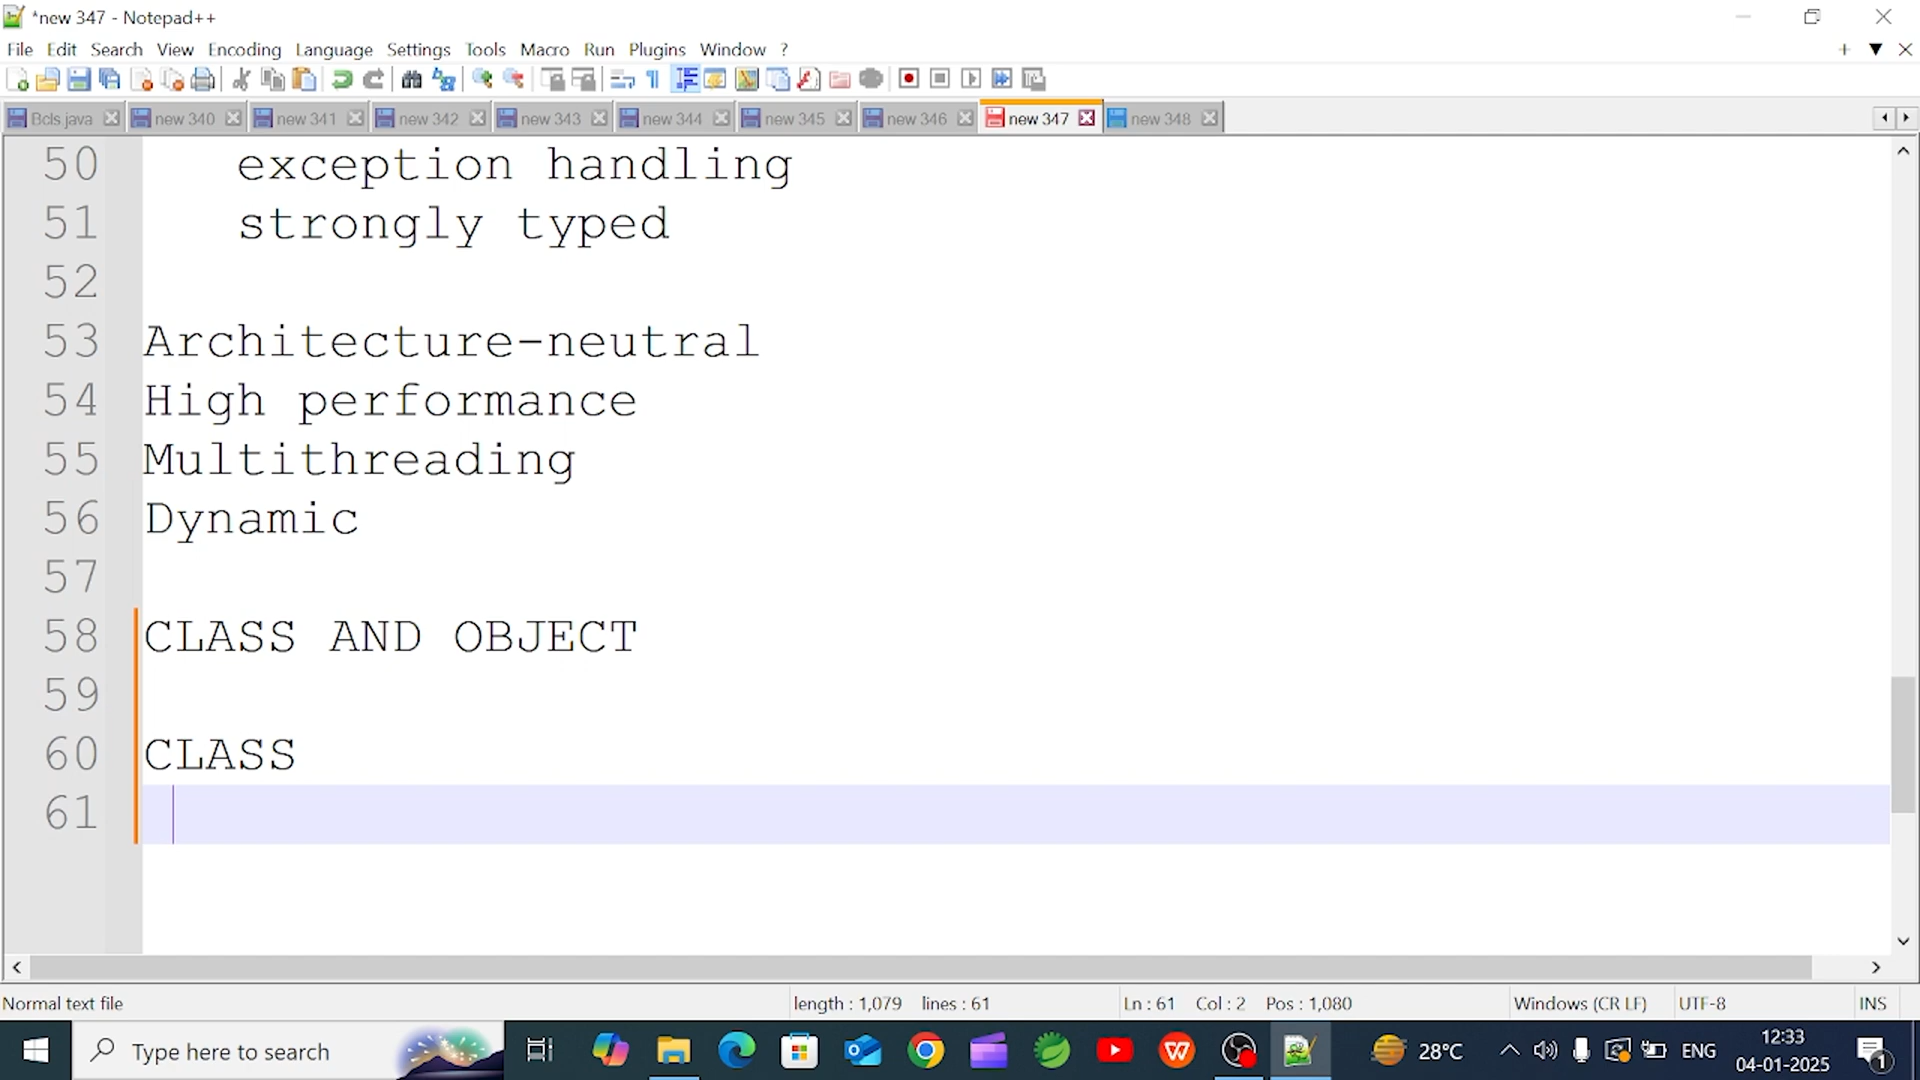 *new 347 - Notepad++
File Edit Search View Encoding Language Settings Tools Macro Run Plugins Window ?
Bcls java new 340 new 341 new 342 new 343 new 344 new 345 new 346 new 347 new 348
50 exception handling
51 strongly typed
52
53 Architecture-neutral
54 High performance
55 Multithreading
56 Dynamic
57
58 CLASS AND OBJECT
59
60 CLASS
61
Normal text file length : 1,079 lines : 61 Ln : 61 Col : 2 Pos : 1,080 Windows (CR LF) UTF-8 INS
Type here to search 28°C ENG 12:33
04-01-2025 1